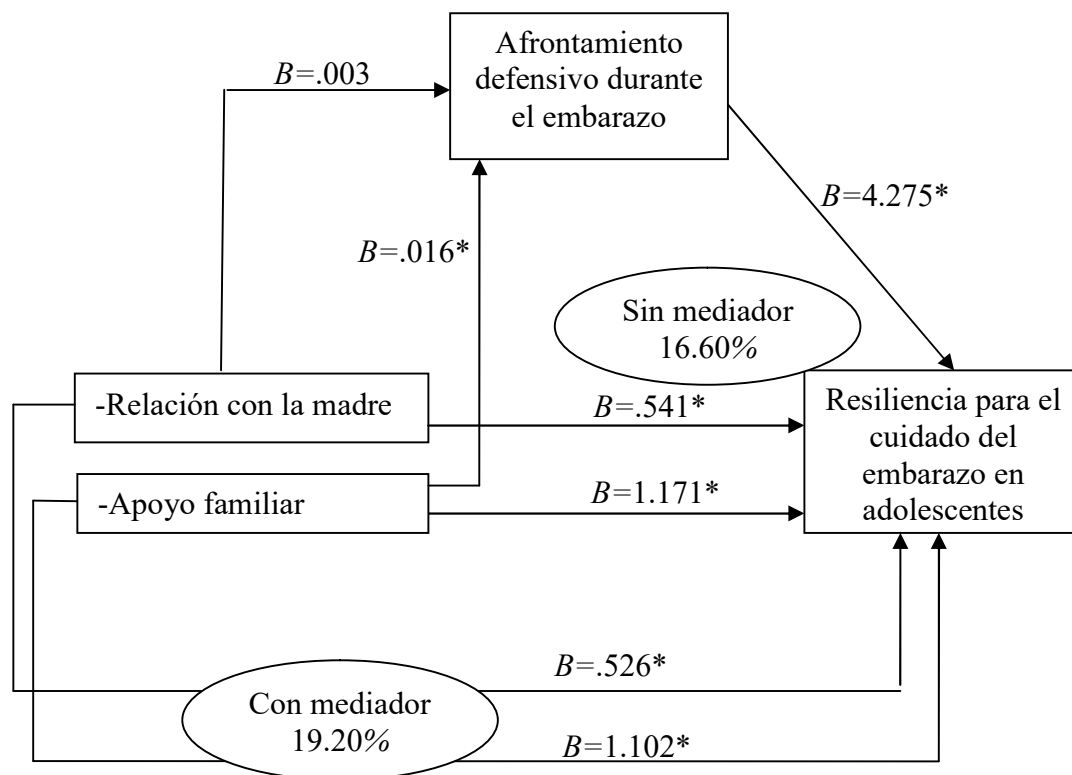 Afrontamiento
defensivo durante
el embarazo
B=.003
B=4.275*
B=.016*
Sin mediador
16.60%
-Relación con la madre
B=.541*
Resiliencia para el
cuidado del
embarazo en
adolescentes
-Apoyo familiar
B=1.171*
B=.526*
Con mediador
19.20%
B=1.102*